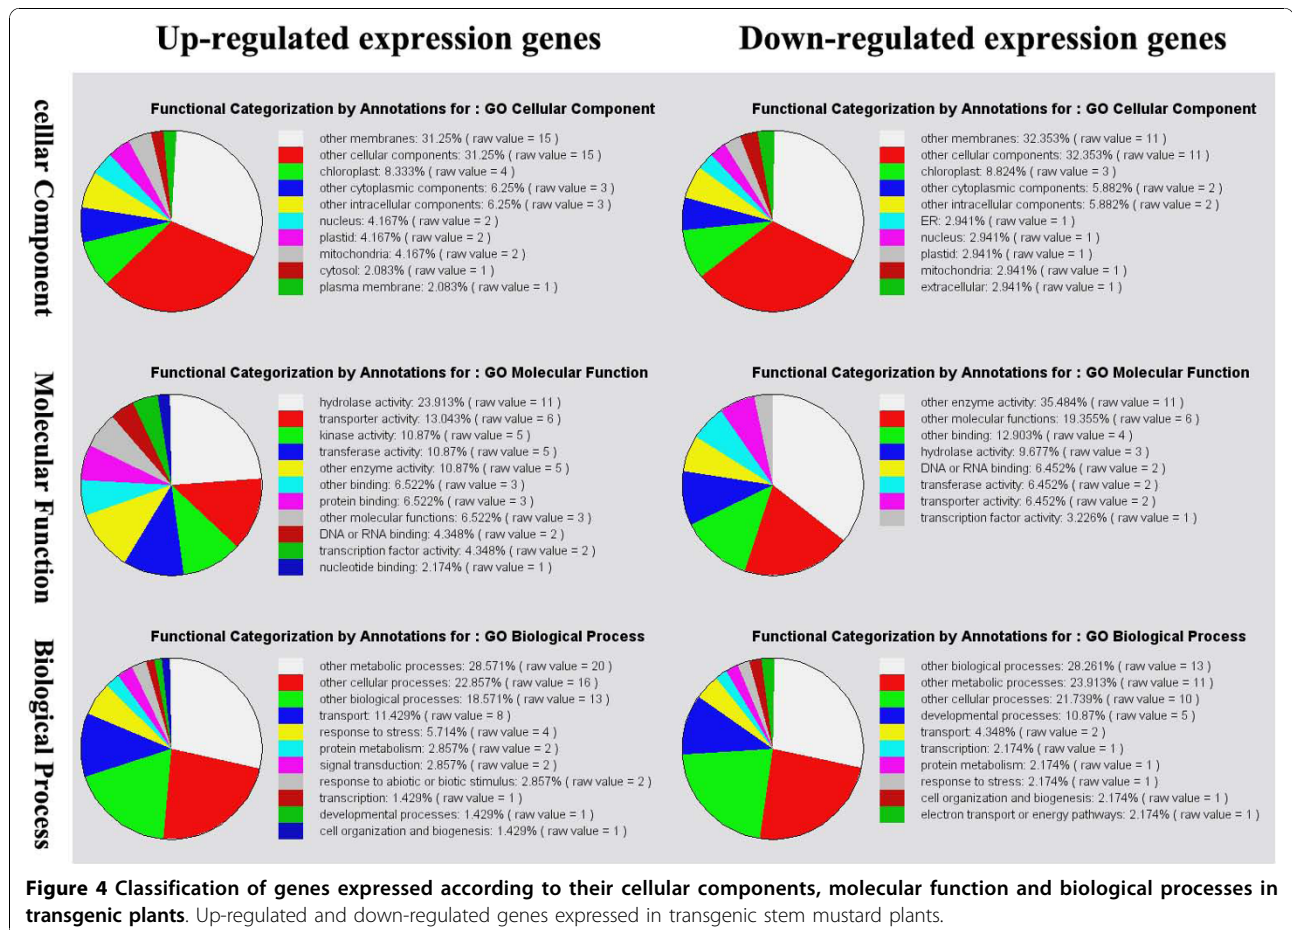 Up-regulated expression genes
Down-regulated expression genes
celllar Component
Functional Categorization by Annotations for : GO Cellular Component
other membranes: 31.25% ( raw value = 15 )
other cellular components: 31.25% ( raw value = 15 )
chloroplast: 8.333% ( raw value = 4 )
other cytoplasmic components: 6.25% ( raw value = 3 )
other intracellular components: 6.25% ( raw value = 3 )
nucleus: 4.167% ( raw value = 2 )
plastid: 4.167% ( raw value = 2 )
mitochondria: 4.167% ( raw value = 2 )
cytosol: 2.083% ( raw value = 1 )
plasma membrane: 2.083% ( raw value = 1 )
Functional Categorization by Annotations for : GO Cellular Component
other membranes: 32.353% ( raw value = 11 )
other cellular components: 32.353% ( raw value = 11 )
chloroplast: 8.824% ( raw value = 3 )
other cytoplasmic components: 5.882% ( raw value = 2 )
other intracellular components: 5.882% ( raw value = 2 )
ER: 2.941% ( raw value = 1 )
nucleus: 2.941% ( raw value = 1 )
plastid: 2.941% ( raw value = 1 )
mitochondria: 2.941% ( raw value = 1 )
extracellular: 2.941% ( raw value = 1 )
Molecular Function
Functional Categorization by Annotations for : GO Molecular Function
hydrolase activity: 23.913% ( raw value = 11 )
transporter activity: 13.043% ( raw value = 6 )
kinase activity: 10.87% ( raw value = 5 )
transferase activity: 10.87% ( raw value = 5 )
other enzyme activity: 10.87% ( raw value = 5 )
other binding: 6.522% ( raw value = 3 )
protein binding: 6.522% ( raw value = 3 )
other molecular functions: 6.522% ( raw value = 3 )
DNA or RNA binding: 4.348% ( raw value = 2 )
transcription factor activity: 4.348% ( raw value = 2 )
nucleotide binding: 2.174% ( raw value = 1 )
Functional Categorization by Annotations for : GO Molecular Function
other enzyme activity: 35.484% ( raw value = 11 )
other molecular functions: 19.355% ( raw value = 6 )
other binding: 12.903% ( raw value = 4 )
hydrolase activity: 9.677% ( raw value = 3 )
DNA or RNA binding: 6.452% ( raw value = 2 )
transferase activity: 6.452% ( raw value = 2 )
transporter activity: 6.452% ( raw value = 2 )
transcription factor activity: 3.226% ( raw value = 1 )
Biological Process
Functional Categorization by Annotations for : GO Biological Process
other metabolic processes: 28.571% ( raw value = 20 )
other cellular processes: 22.857% ( raw value = 16 )
other biological processes: 18.571% ( raw value = 13 )
transport: 11.429% ( raw value = 8 )
response to stress: 5.714% ( raw value = 4 )
protein metabolism: 2.857% ( raw value = 2 )
signal transduction: 2.857% ( raw value = 2 )
response to abiotic or biotic stimulus: 2.857% ( raw value = 2 )
transcription: 1.429% ( raw value = 1 )
developmental processes: 1.429% ( raw value = 1 )
cell organization and biogenesis: 1.429% ( raw value = 1 )
Functional Categorization by Annotations for : GO Biological Process
other biological processes: 28.261% ( raw value = 13 )
other metabolic processes: 23.913% ( raw value = 11 )
other cellular processes: 21.739% ( raw value = 10 )
developmental processes: 10.87% ( raw value = 5 )
transport: 4.348% ( raw value = 2 )
transcription: 2.174% ( raw value = 1 )
protein metabolism: 2.174% ( raw value = 1 )
response to stress: 2.174% ( raw value = 1 )
cell organization and biogenesis: 2.174% ( raw value = 1 )
electron transport or energy pathways: 2.174% ( raw value = 1 )
Figure 4 Classification of genes expressed according to their cellular components, molecular function and biological processes in
transgenic plants. Up-regulated and down-regulated genes expressed in transgenic stem mustard plants.